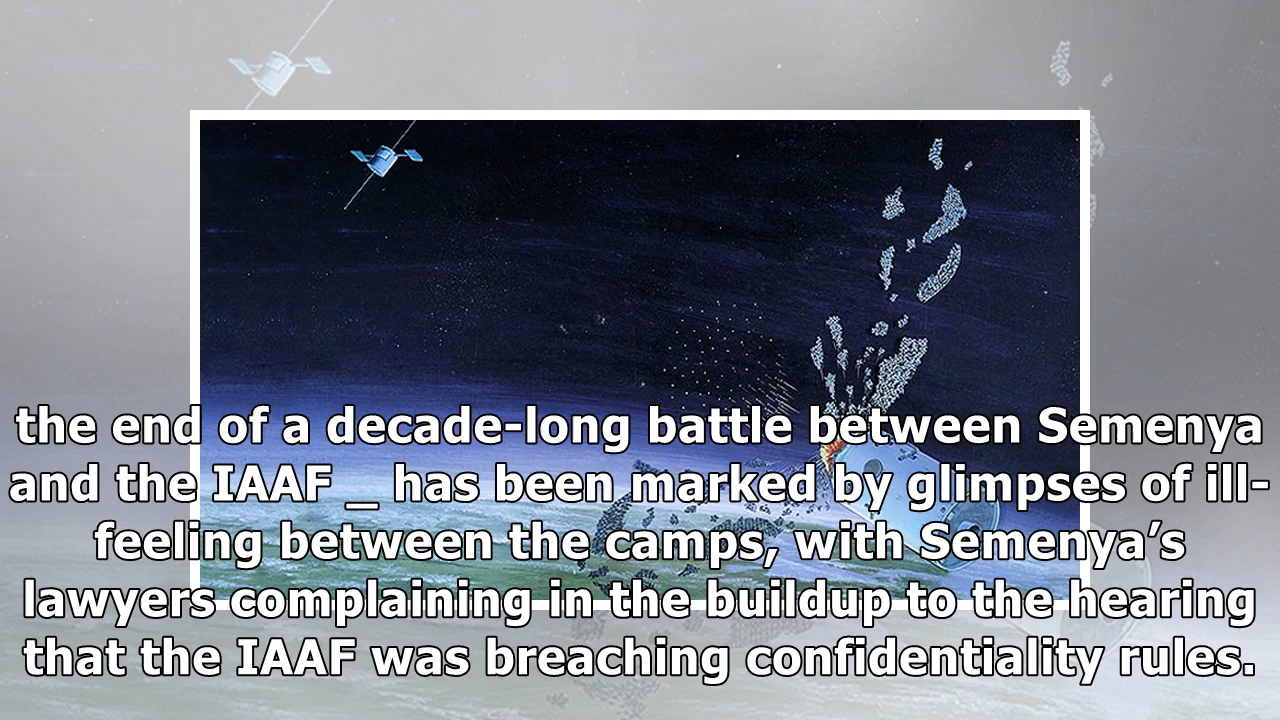 the end of a decade-long battle between Semenya
and the IAAF _ has been marked by glimpses of ill-
feeling between the camps, with Semenya’s
lawyers complaining in the buildup to the hearing
that the IAAF was breaching confidentiality rules.